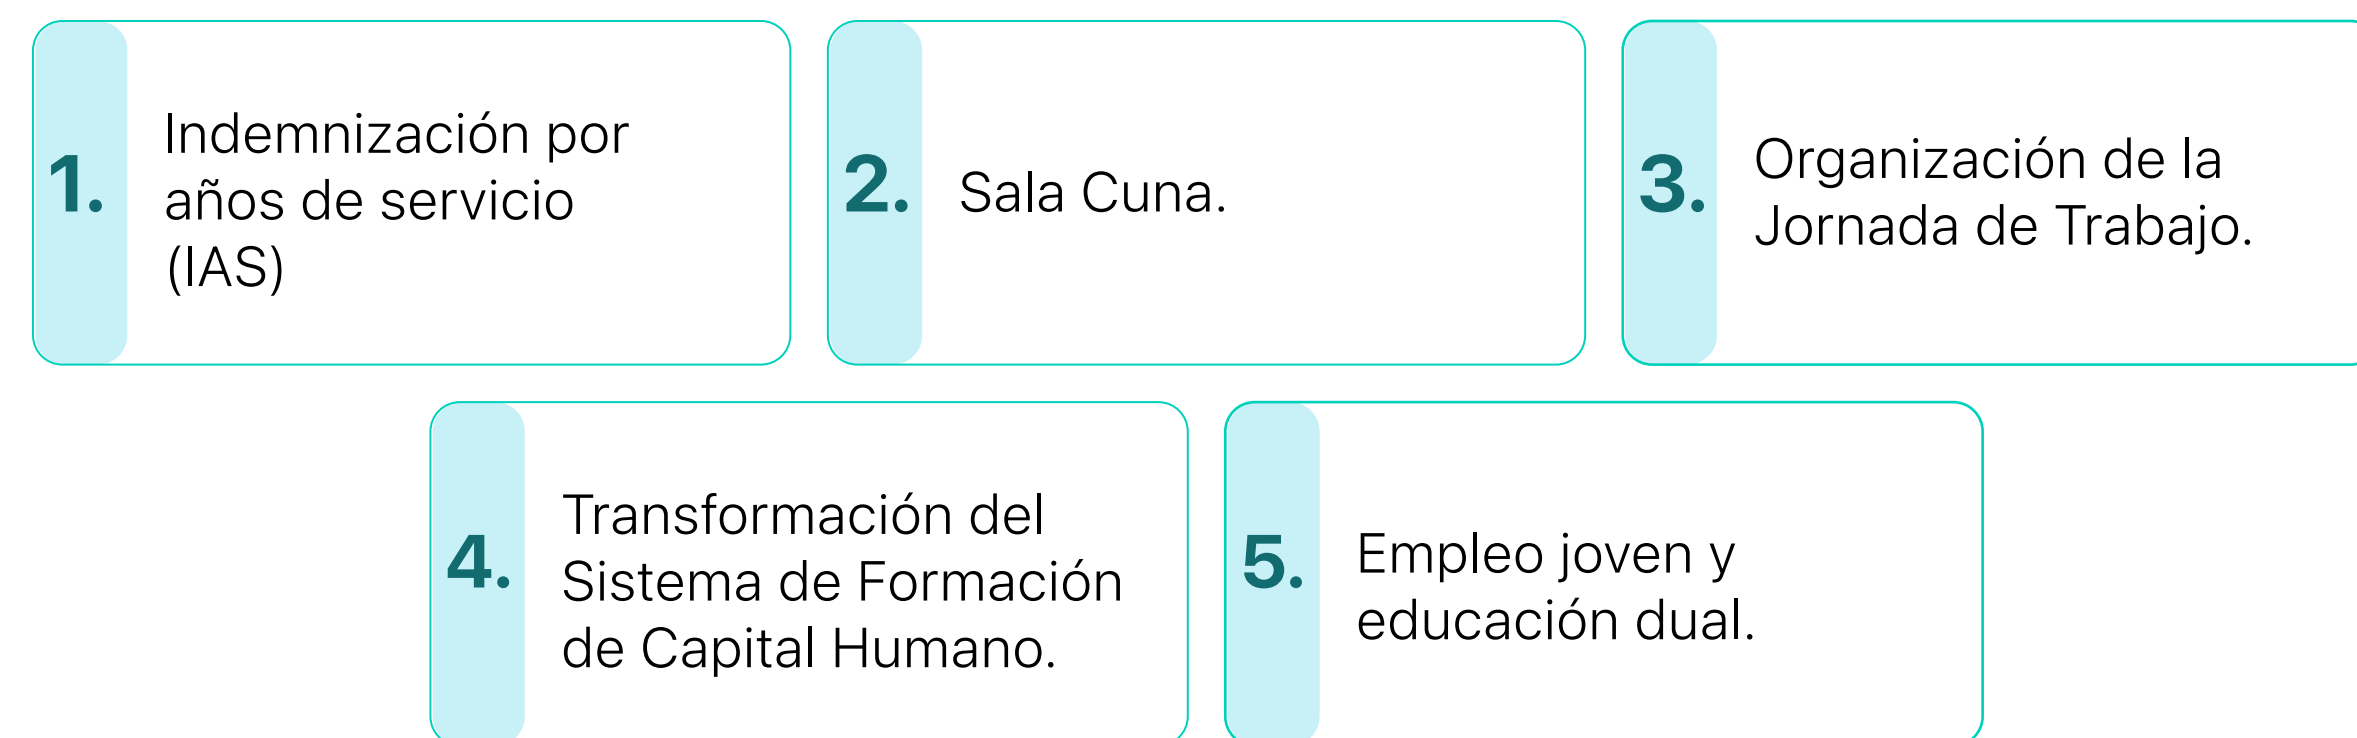 1.
Indemnización por
años de servicio
(IAS)
2.
Sala Cuna.
3.
Organización de la
Jornada de Trabajo.
4.
Transformación del
Sistema de Formación
de Capital Humano.
5.
Empleo joven y
educación dual.